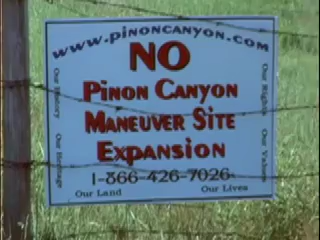 www.pinoncanyon.com
NO
Pinon Canyon
Maneuver Site
Expansion
1-866-426-7026
Our History
Our Heritage
Our Rights
Our Values
Our Land
Our Lives